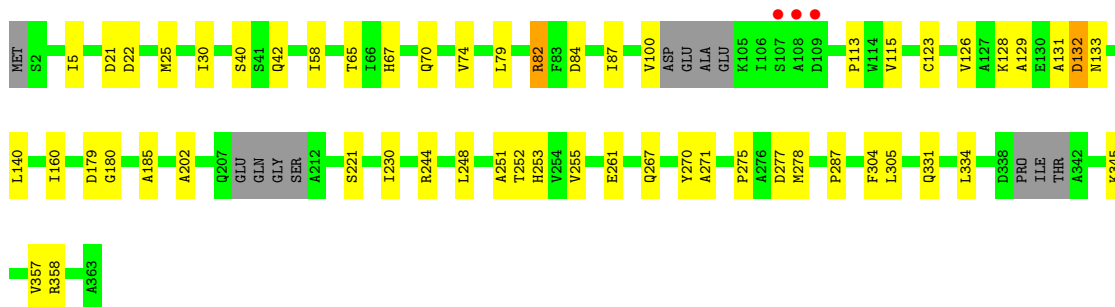 MET S2 I5 D21 D22 M25 I30 S40 S41 Q42 I58 T65 I66 H67 Q70 V74 L79 R82 F83 D84 I87 V100 ASP GLU ALA GLU K105 I106 S107 A108 D109 P113 W114 V115 C123 V126 A127 K128 A129 E130 A131 D132 N133
L140 I160 D179 G180 A185 A202 Q207 GLU GLN GLY SER A212 S221 I230 R244 L248 A251 T252 H253 V254 V255 E261 Q267 Y270 A271 P275 A276 D277 M278 P287 F304 L305 Q331 L334 D338 PRO ILE THR A342 K345
V357 R358 A363